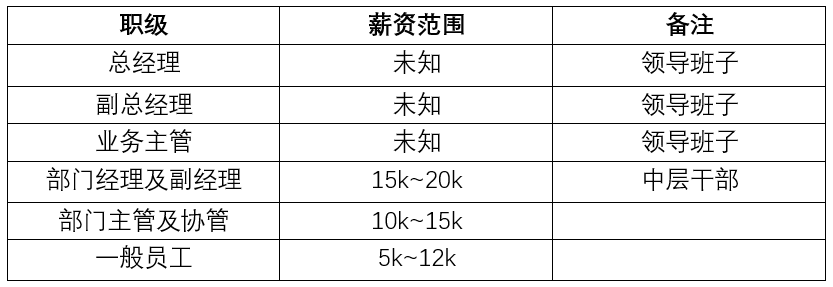 职级 薪资范围 备注
总经理 未知 领导班子
副总经理 未知 领导班子
业务主管 未知 领导班子
部门经理及副经理 15k~20k 中层干部
部门主管及协管 10k~15k
一般员工 5k~12k